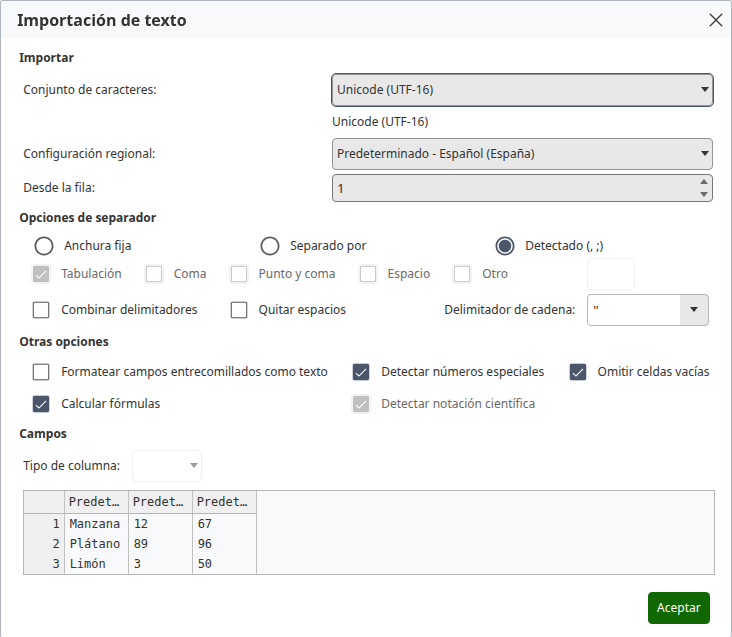 Importación de texto
Importar
Conjunto de caracteres: Unicode (UTF-16)
Unicode (UTF-16)
Configuración regional: Predeterminado - Español (España)
Desde la fila: 1
Opciones de separador
Anchura fija Separado por Detectado (, ;)
Tabulación Coma Punto y coma Espacio Otro
Combinar delimitadores Quitar espacios Delimitador de cadena: "
Otras opciones
Formatear campos entrecomillados como texto Detectar números especiales Omitir celdas vacías
Calcular fórmulas Detectar notación científica
Campos
Tipo de columna:
Predet… Predet… Predet…
1 Manzana 12 67
2 Plátano 89 96
3 Limón 3 50
Aceptar